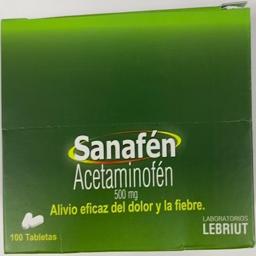 Sanafén
Acetaminofén
500 mg
Alivio eficaz del dolor y la fiebre.
100 Tabletas
LABORATORIOS
LEBRIUT